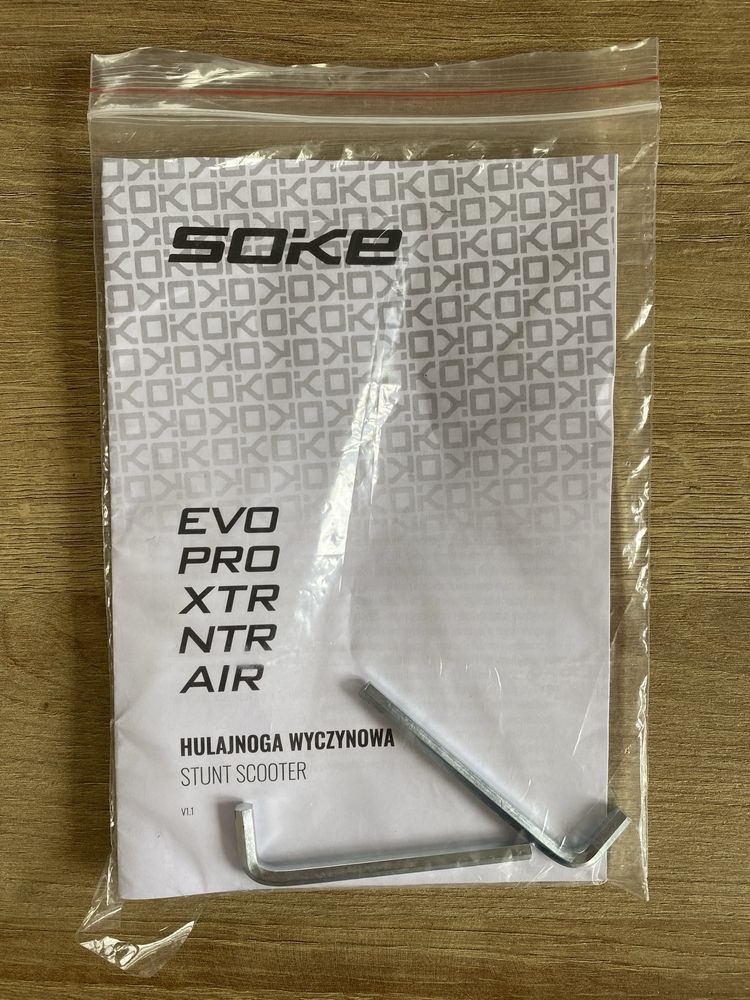 SOKE
EVO
PRO
XTR
NTR
AIR
HULAJNOGA WYCZYNOWA
STUNT SCOOTER
V1.1